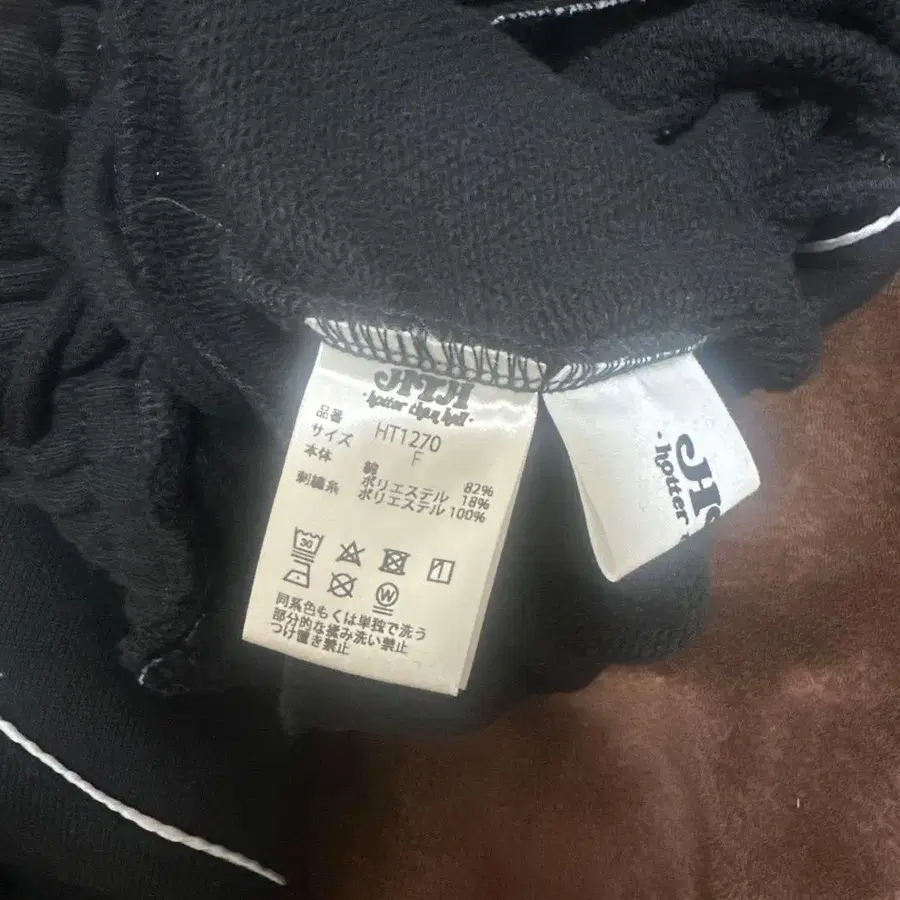 HTH
·hotter than hell·
品番 HT1270
サイズ F
本体 綿 82%
ポリエステル 18%
刺繍糸 ポリエステル 100%
30
W
同系色もくは単独で洗う
部分的な揉み洗い禁止
つけ置き禁止
·hotter